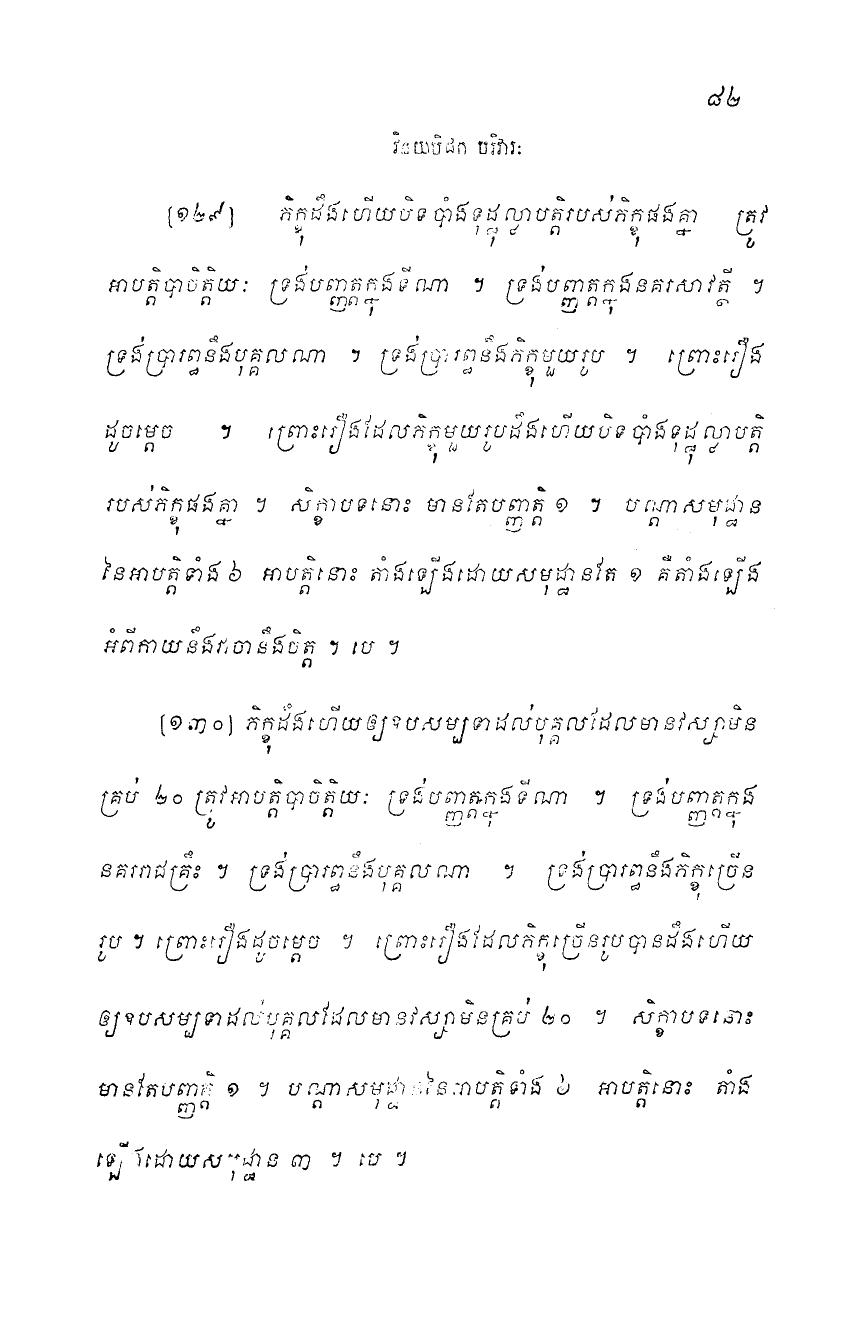 ៨២
វិនយបិដក បរិវារៈ
[១២៩] ភិក្ខុដឹងហើយបិទបាំងទុដ្ឋុល្លាបត្តិរបស់ភិក្ខុផងគ្នា ត្រូវ
អាបត្តិបាចិត្តិយៈ ទ្រង់បញ្ញត្តក្នុងទីណា ។ ទ្រង់បញ្ញត្តក្នុងនគរសាវត្ថី ។
ទ្រង់ប្រារព្ធនឹងបុគ្គលណា ។ ទ្រង់ប្រារព្ធនឹងភិក្ខុមួយរូប ។ ព្រោះរឿង
ដូចម្តេច ។ ព្រោះរឿងដែលភិក្ខុមួយរូបដឹងហើយបិទបាំងទុដ្ឋុល្លាបត្តិ
របស់ភិក្ខុផងគ្នា ។ សិក្ខាបទនោះ មានតែបញ្ញត្តិ ១ ។ បណ្តាសមុដ្ឋាន
នៃអាបត្តិទាំង ៦ អាបត្តិនោះ តាំងឡើងដោយសមុដ្ឋានតែ ១ គឺតាំងឡើង
អំពីកាយនឹងវាចានឹងចិត្ត ។ បេ ។
[១៣០] ភិក្ខុដឹងហើយឲ្យឧបសម្បទាដល់បុគ្គលដែលមានវស្សាមិន
គ្រប់ ២០ ត្រូវអាបត្តិបាចិត្តិយៈ ទ្រង់បញ្ញត្តក្នុងទីណា ។ ទ្រង់បញ្ញត្តក្នុង
នគររាជគ្រឹះ ។ ទ្រង់ប្រារព្ធនឹងបុគ្គលណា ។ ទ្រង់ប្រារព្ធនឹងភិក្ខុច្រើន
រូប ។ ព្រោះរឿងដូចម្តេច ។ ព្រោះរឿងដែលភិក្ខុច្រើនរូបបានដឹងហើយ
ឲ្យឧបសម្បទាដល់បុគ្គលដែលមានវស្សាមិនគ្រប់ ២០ ។ សិក្ខាបទនោះ
មានតែបញ្ញត្តិ ១ ។ បណ្តាសមុដ្ឋាននៃអាបត្តិទាំង ៦ អាបត្តិនោះ តាំង
ឡើងដោយសមុដ្ឋាន ៣ ។ បេ ។